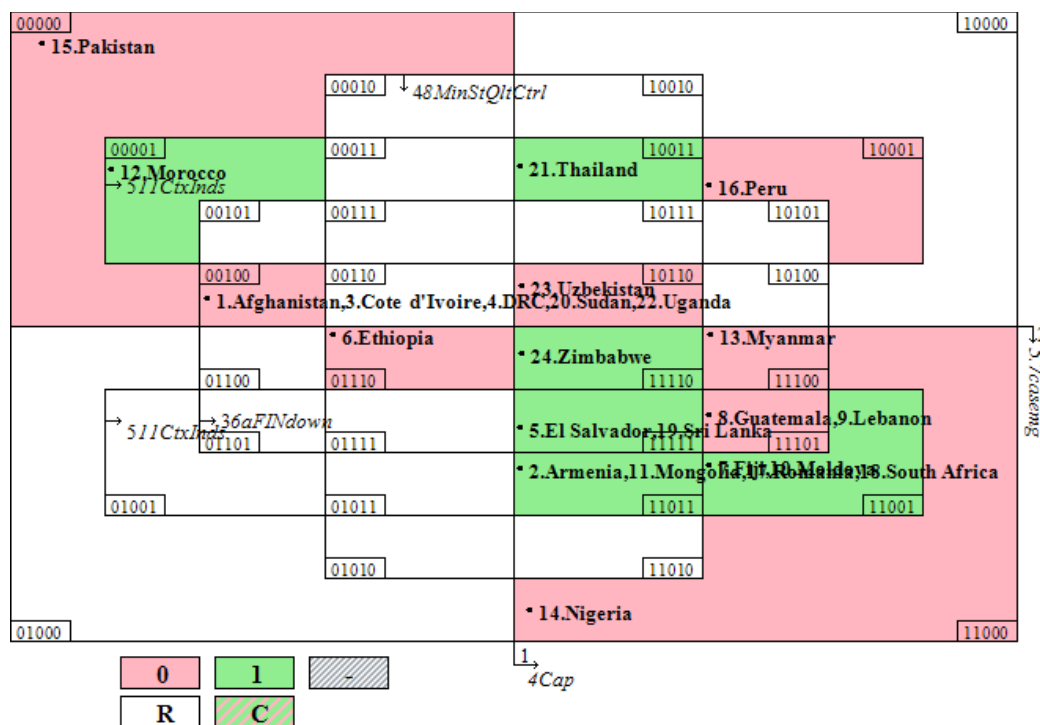 00000
10000
15.Pakistan
00010
48MinStQltCtrl
10010
00001
00011
10011
10001
12.Morocco
21.Thailand
511CtxInds
16.Peru
00101
00111
10111
10101
00100
00110
10110
10100
23.Uzbekistan
1.Afghanistan,3.Cote d'Ivoire,4.DRC,20.Sudan,22.Uganda
6.Ethiopia
13.Myanmar
24.Zimbabwe
01100
01110
11110
11100
511CtxInds
36aFINdown
8.Guatemala,9.Lebanon
5.El Salvador,19.Sri Lanka
01101
01111
11111
11101
7.Fiji,10.Moldova
2.Armenia,11.Mongolia,17.Romania,18.South Africa
01001
01011
11011
11001
01010
11010
14.Nigeria
01000
11000
1
4Cap
0
1
-
R
C